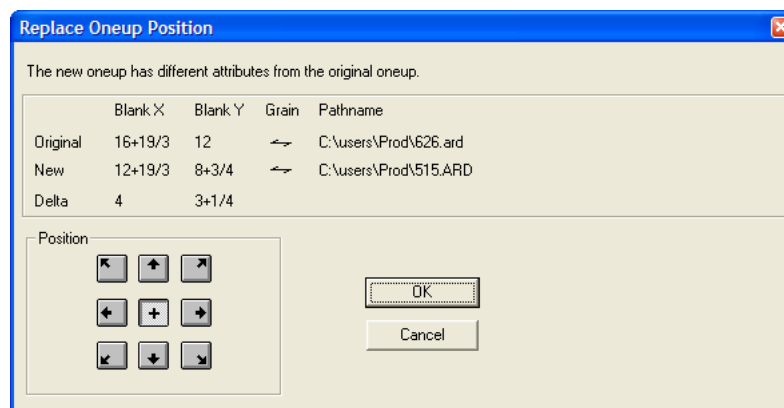 Replace Oneup Position
The new oneup has different attributes from the original oneup.
Blank X Blank Y Grain Pathname
Original 16+19/3 12 C:\users\Prod\626.ard
New 12+19/3 8+3/4 C:\users\Prod\515.ARD
Delta 4 3+1/4
Position
OK
Cancel